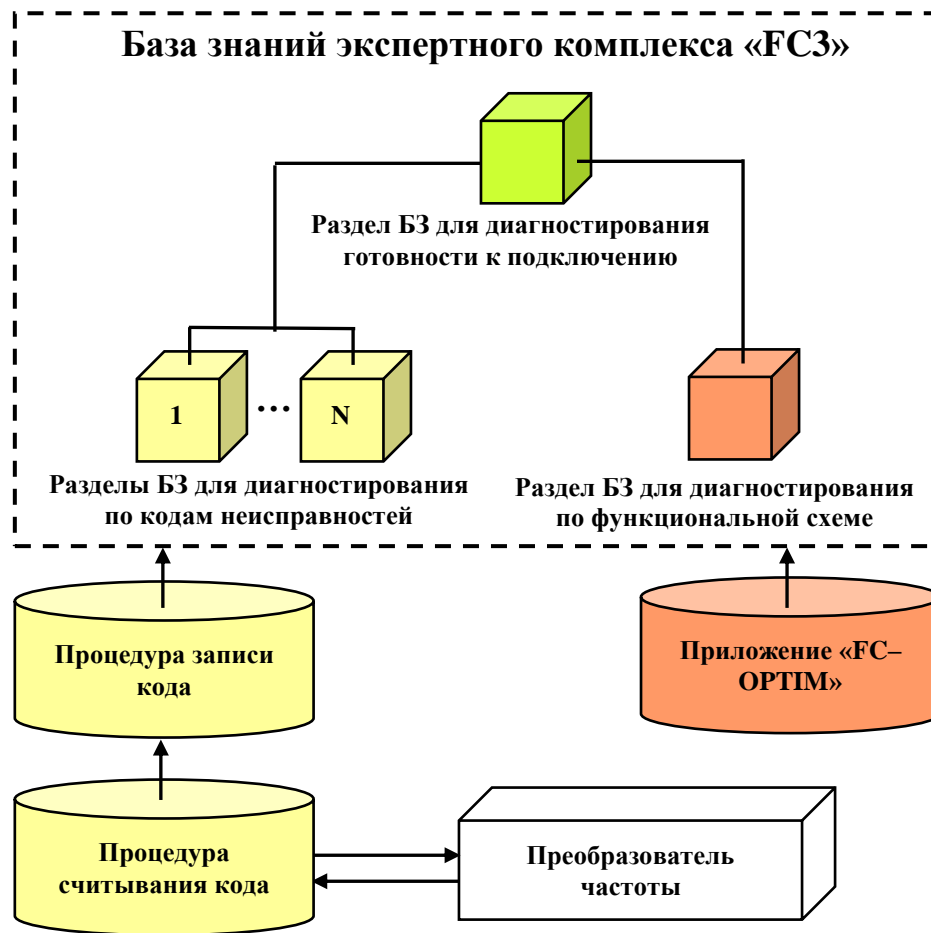 База знаний экспертного комплекса «FC3»
Раздел БЗ для диагностирования
готовности к подключению
1
...
N
Разделы БЗ для диагностирования
по кодам неисправностей
Раздел БЗ для диагностирования
по функциональной схеме
Процедура записи
кода
Приложение «FC–
OPTIM»
Процедура
считывания кода
Преобразователь
частоты